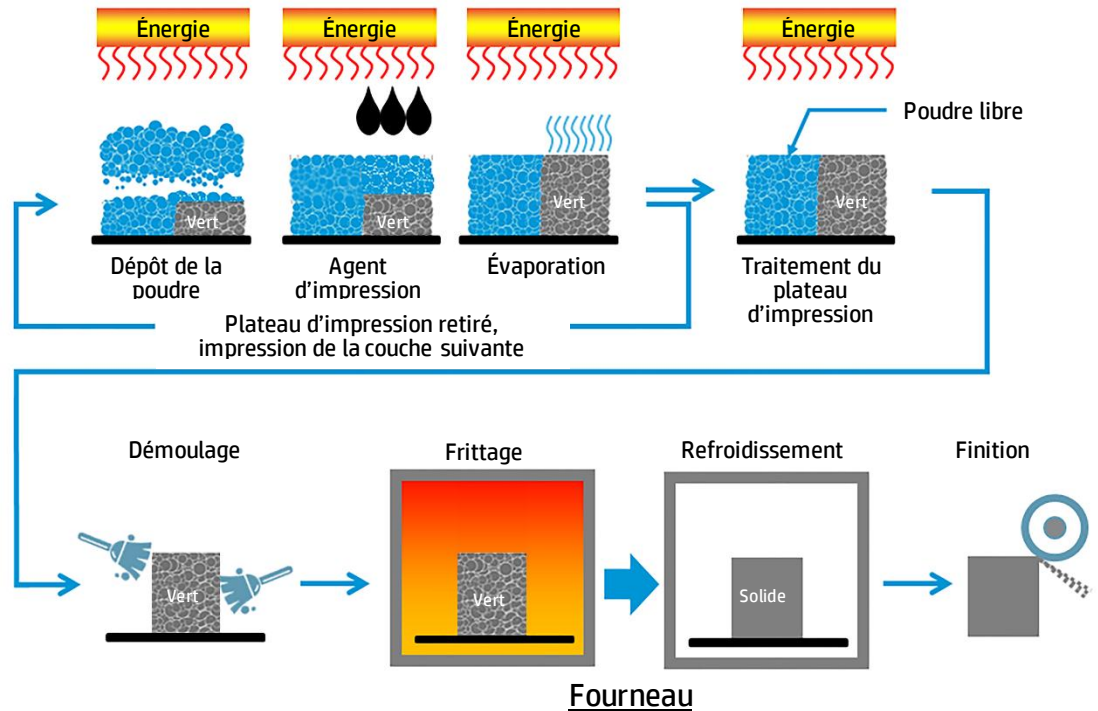 Énergie
Énergie
Énergie
Énergie
Poudre libre
Vert
Vert
Vert
Vert
Dépôt de la
poudre
Agent
d'impression
Évaporation
Traitement du
plateau
d'impression
Plateau d'impression retiré,
impression de la couche suivante
Démoulage
Frittage
Refroidissement
Finition
Vert
Vert
Solide
Fourneau